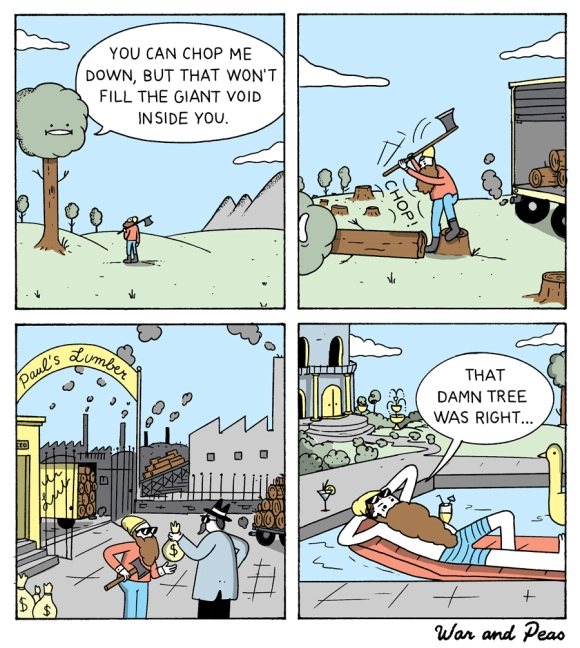 YOU CAN CHOP ME
DOWN, BUT THAT WON'T
FILL THE GIANT VOID
INSIDE YOU.
CHOP!
Paul's Lumber
CEO
$
$
$
THAT
DAMN TREE
WAS RIGHT...
War and Peas